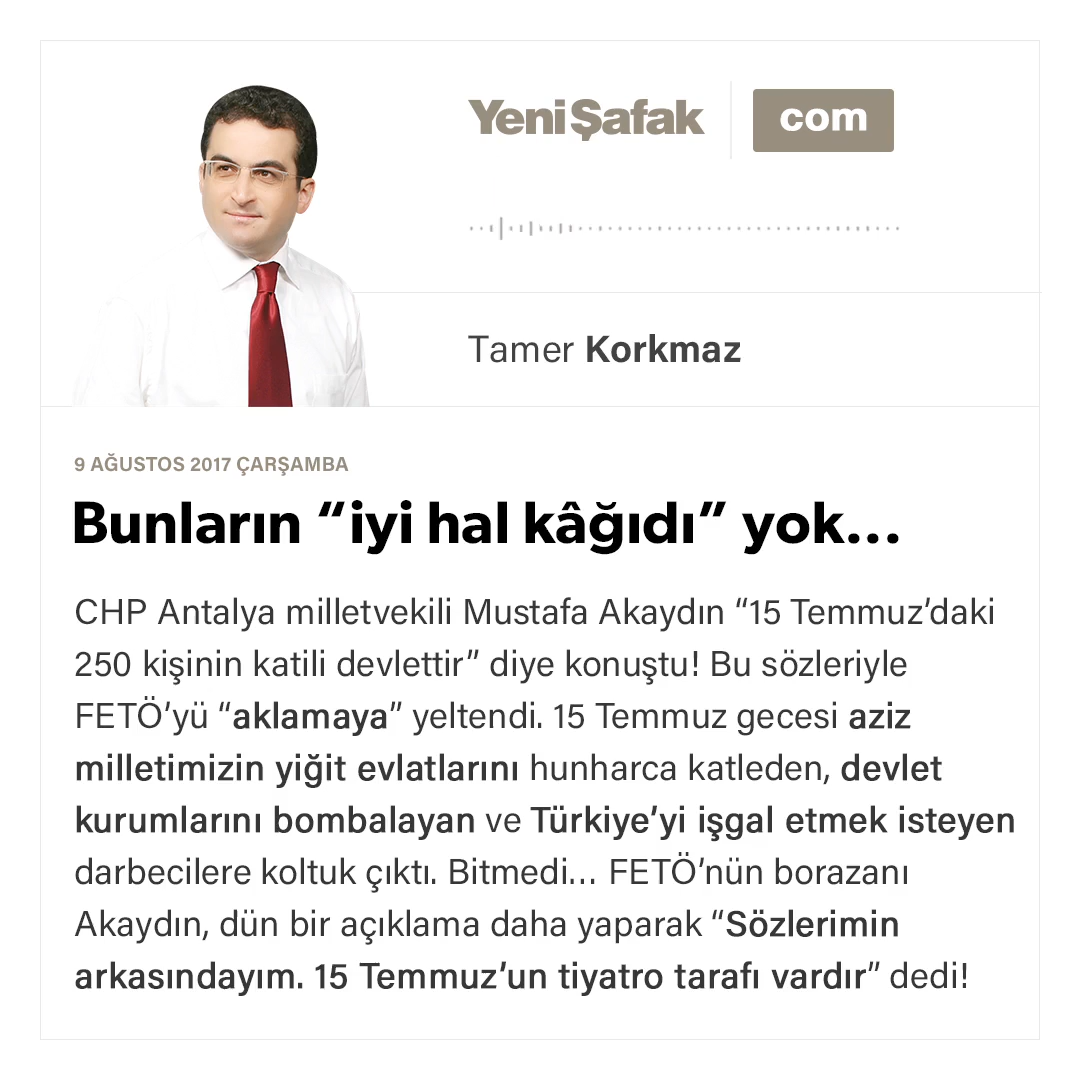 YeniŞafak com
Tamer Korkmaz
9 AĞUSTOS 2017 ÇARŞAMBA
Bunların “iyi hal kâğıdı” yok...
CHP Antalya milletvekili Mustafa Akaydın “15 Temmuz’daki
250 kişinin katili devlettir” diye konuştu! Bu sözleriyle
FETÖ’yü “aklamaya” yeltendi. 15 Temmuz gecesi aziz
milletimizin yiğit evlatlarını hunharca katleden, devlet
kurumlarını bombalayan ve Türkiye’yi işgal etmek isteyen
darbecilere koltuk çıktı. Bitmedi... FETÖ’nün borazanı
Akaydın, dün bir açıklama daha yaparak “Sözlerimin
arkasındayım. 15 Temmuz’un tiyatro tarafı vardır” dedi!